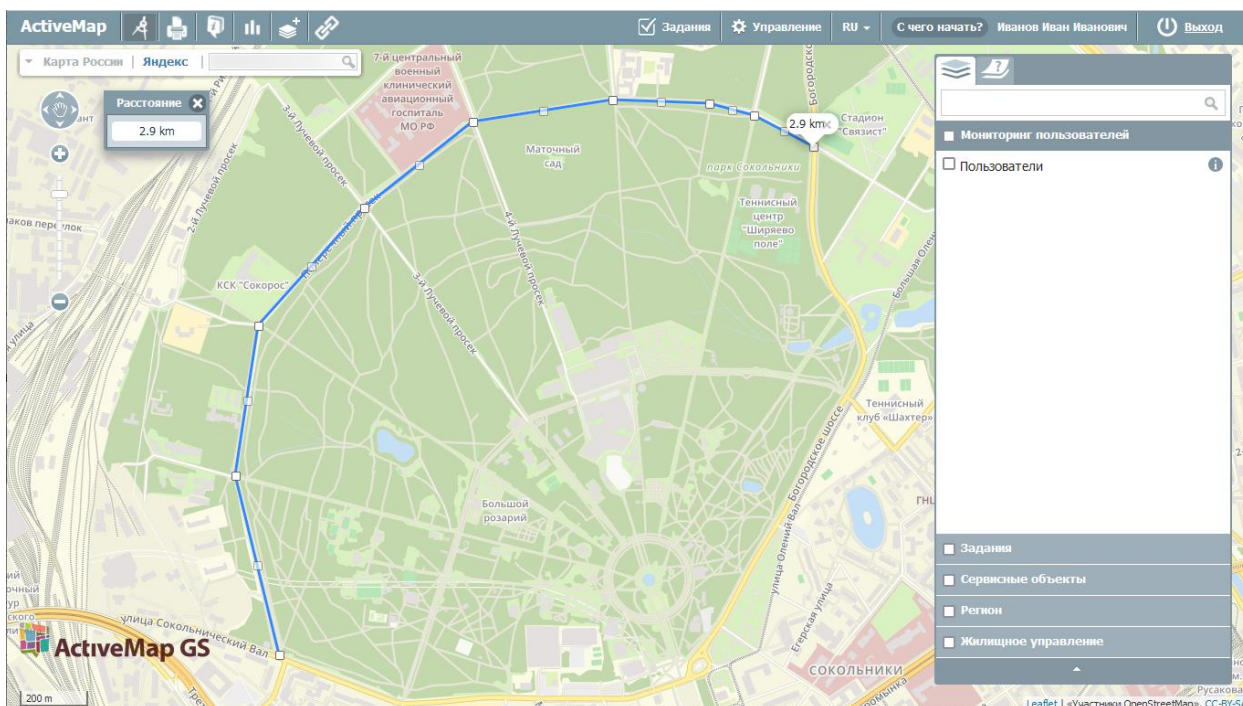 ActiveMap
Задания
Управление
RU
С чего начать?
Иванов Иван Иванович
Выход
Карта России | Яндекс |
Расстояние
2.9 km
7-й центральный
военный
клинический
авиационный
госпиталь
МО РФ
2.9 km
Стадион
"Связист"
Маточный
сад
парк Сокольники
Теннисный
центр
"Ширяево
поле"
3-й Лучевой просек
2-й Лучевой просек
4-й Лучевой просек
3-й Лучевой просек
КСК "Сокорос"
Теннисный
клуб «Шахтер»
Богородское шоссе
Большой
розарий
улица Олений Вал
Егерская улица
улица Сокольнический Вал
СОКОЛЬНИКИ
ActiveMap GS
200 m
Мониторинг пользователей
Пользователи
Задания
Сервисные объекты
Регион
Жилищное управление
Leaflet | «Участники OpenStreetMap», CC-BY-SA